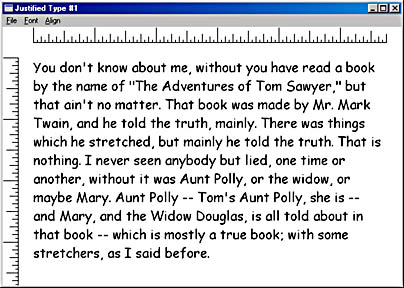 Justified Type #1
File Font Align
You don't know about me, without you have read a book
by the name of "The Adventures of Tom Sawyer," but
that ain't no matter. That book was made by Mr. Mark
Twain, and he told the truth, mainly. There was things
which he stretched, but mainly he told the truth. That is
nothing. I never seen anybody but lied, one time or
another, without it was Aunt Polly, or the widow, or
maybe Mary. Aunt Polly -- Tom's Aunt Polly, she is --
and Mary, and the Widow Douglas, is all told about in
that book -- which is mostly a true book; with some
stretchers, as I said before.